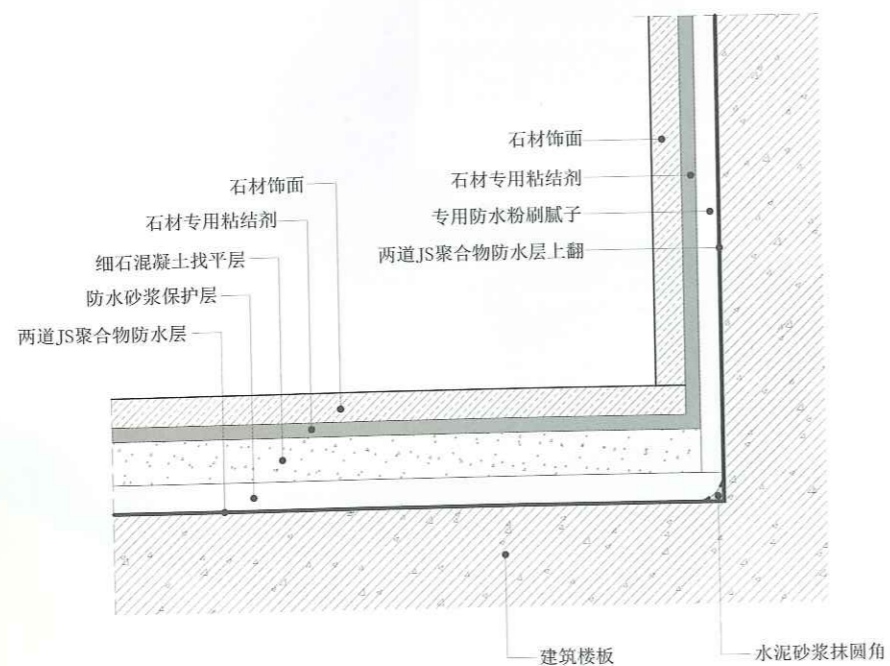 石材饰面
石材专用粘结剂
专用防水粉刷腻子
两道JS聚合物防水层上翻
石材饰面
石材专用粘结剂
细石混凝土找平层
防水砂浆保护层
两道JS聚合物防水层
建筑楼板
水泥砂浆抹圆角